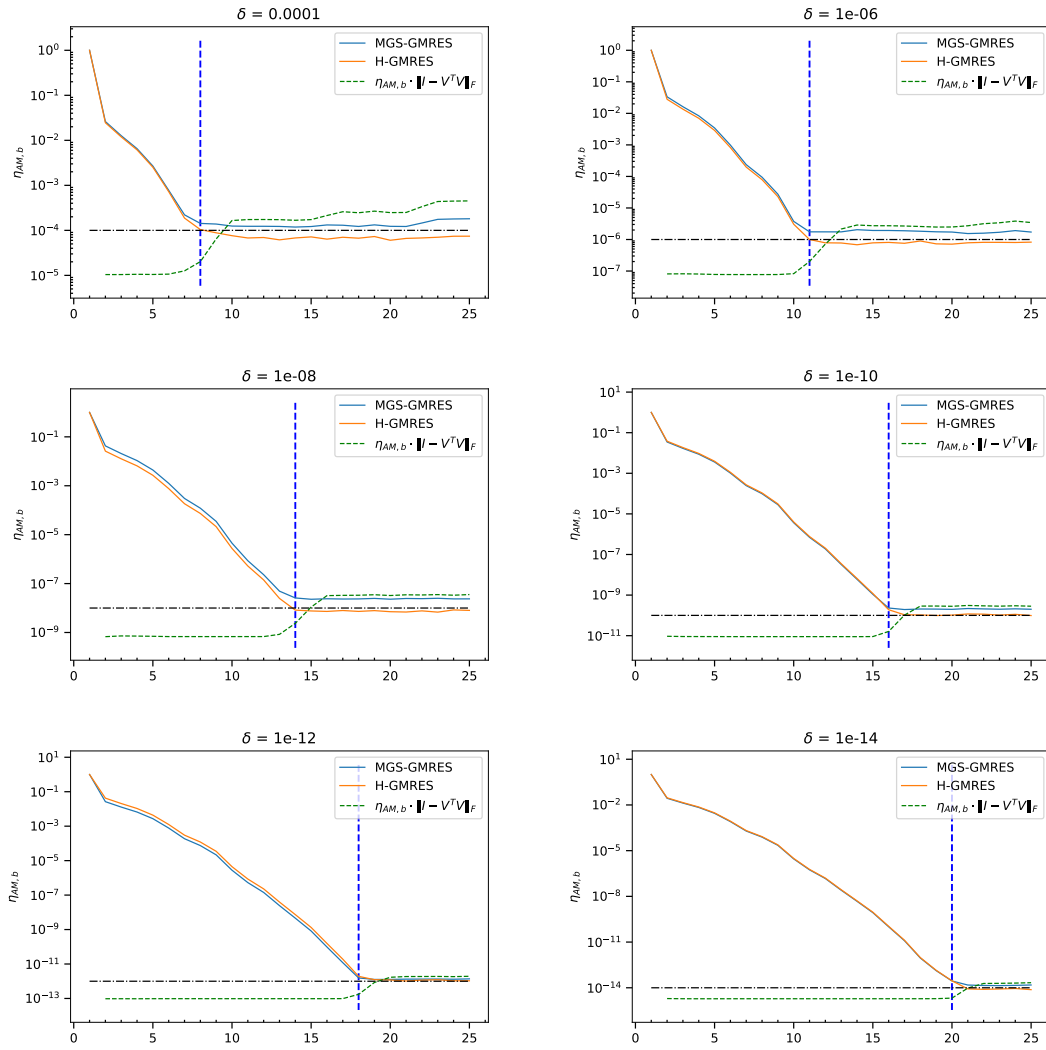 δ = 0.0001
η_{AM, b}
10^0
10^{-1}
10^{-2}
10^{-3}
10^{-4}
10^{-5}
0 5 10 15 20 25
MGS-GMRES
H-GMRES
η_{AM, b} · ‖I − V^T V‖_F
δ = 1e-06
η_{AM, b}
10^0
10^{-1}
10^{-2}
10^{-3}
10^{-4}
10^{-5}
10^{-6}
10^{-7}
0 5 10 15 20 25
MGS-GMRES
H-GMRES
η_{AM, b} · ‖I − V^T V‖_F
δ = 1e-08
η_{AM, b}
10^{-1}
10^{-3}
10^{-5}
10^{-7}
10^{-9}
0 5 10 15 20 25
MGS-GMRES
H-GMRES
η_{AM, b} · ‖I − V^T V‖_F
δ = 1e-10
η_{AM, b}
10^1
10^{-1}
10^{-3}
10^{-5}
10^{-7}
10^{-9}
10^{-11}
0 5 10 15 20 25
MGS-GMRES
H-GMRES
η_{AM, b} · ‖I − V^T V‖_F
δ = 1e-12
η_{AM, b}
10^1
10^{-1}
10^{-3}
10^{-5}
10^{-7}
10^{-9}
10^{-11}
10^{-13}
0 5 10 15 20 25
MGS-GMRES
H-GMRES
η_{AM, b} · ‖I − V^T V‖_F
δ = 1e-14
η_{AM, b}
10^1
10^{-2}
10^{-5}
10^{-8}
10^{-11}
10^{-14}
0 5 10 15 20 25
MGS-GMRES
H-GMRES
η_{AM, b} · ‖I − V^T V‖_F